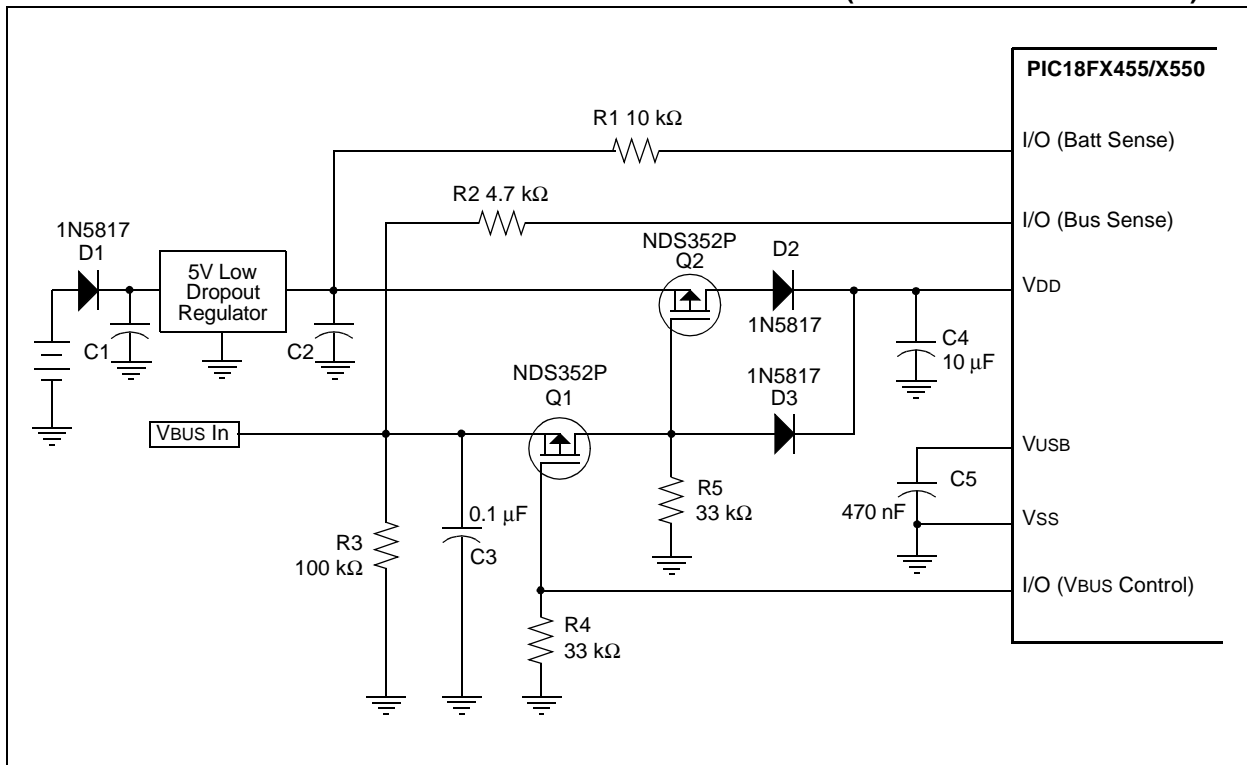 (
)
PIC18FX455/X550
R1 10 kΩ
I/O (Batt Sense)
R2 4.7 kΩ
I/O (Bus Sense)
1N5817
D1
5V Low
Dropout
Regulator
NDS352P
Q2
D2
1N5817
VDD
C1
C2
C4
10 µF
NDS352P
Q1
1N5817
D3
VBUS In
VUSB
C5
470 nF
VSS
R5
33 kΩ
0.1 µF
C3
R3
100 kΩ
I/O (VBUS Control)
R4
33 kΩ